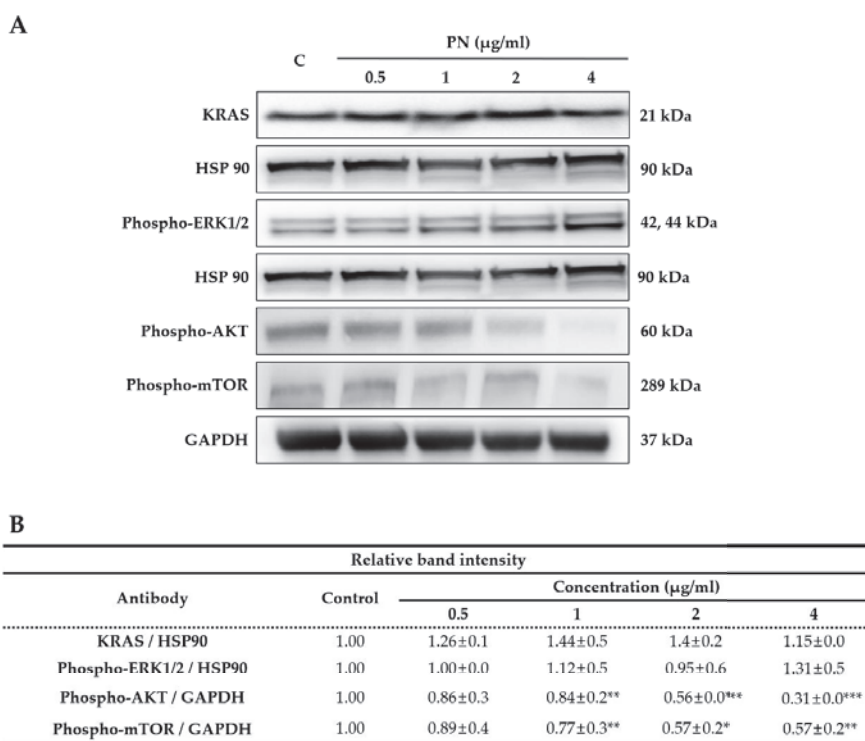 A
PN (µg/ml)
C 0.5 1 2 4
KRAS 21 kDa
HSP 90 90 kDa
Phospho-ERK1/2 42, 44 kDa
HSP 90 90 kDa
Phospho-AKT 60 kDa
Phospho-mTOR 289 kDa
GAPDH 37 kDa
B
Relative band intensity
Antibody Control Concentration (µg/ml)
0.5 1 2 4
KRAS / HSP90 1.00 1.26±0.1 1.44±0.5 1.4±0.2 1.15±0.0
Phospho-ERK1/2 / HSP90 1.00 1.00±0.0 1.12±0.5 0.95±0.6 1.31±0.5
Phospho-AKT / GAPDH 1.00 0.86±0.3 0.84±0.2** 0.56±0.0*** 0.31±0.0***
Phospho-mTOR / GAPDH 1.00 0.89±0.4 0.77±0.3** 0.57±0.2* 0.57±0.2**